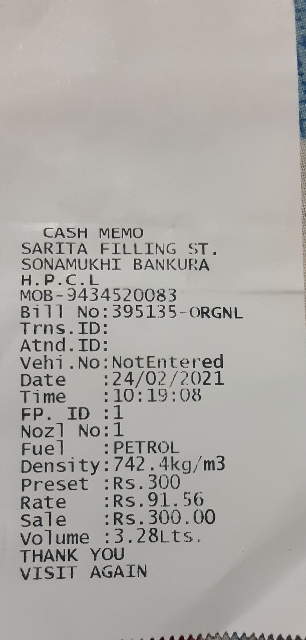 CASH MEMO
SARITA FILLING ST.
SONAMUKHI BANKURA
H.P.C.L
MOB-9434520083
Bill No:395135-ORGNL
Trns.ID:
Atnd.ID:
Vehi.No:NotEntered
Date :24/02/2021
Time :10:19:08
FP. ID :1
Nozl No:1
Fuel :PETROL
Density:742.4kg/m3
Preset :Rs.300
Rate :Rs.91.56
Sale :Rs.300.00
Volume :3.28Lts.
THANK YOU
VISIT AGAIN